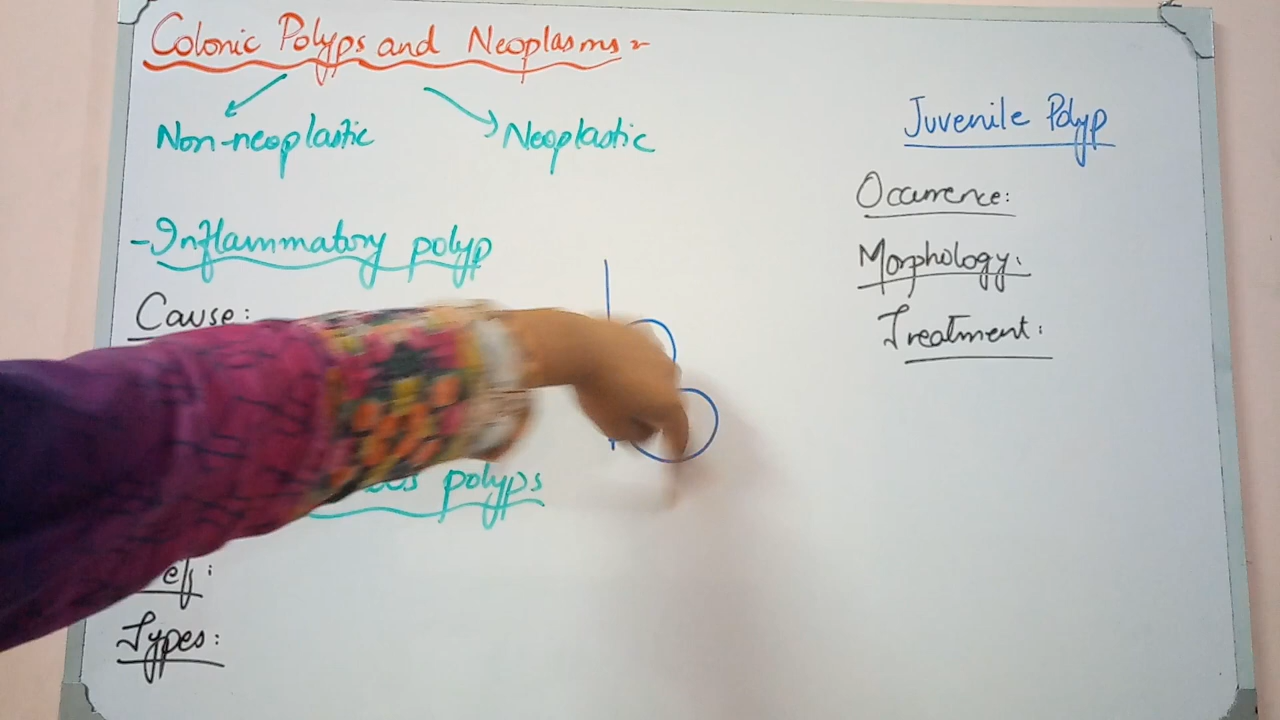 Colonic Polyps and Neoplasms:-
Non-neoplastic
Neoplastic
-Inflammatory polyp
Cause:
polyps
Types:
Juvenile Polyp
Occurrence:
Morphology:
Treatment: